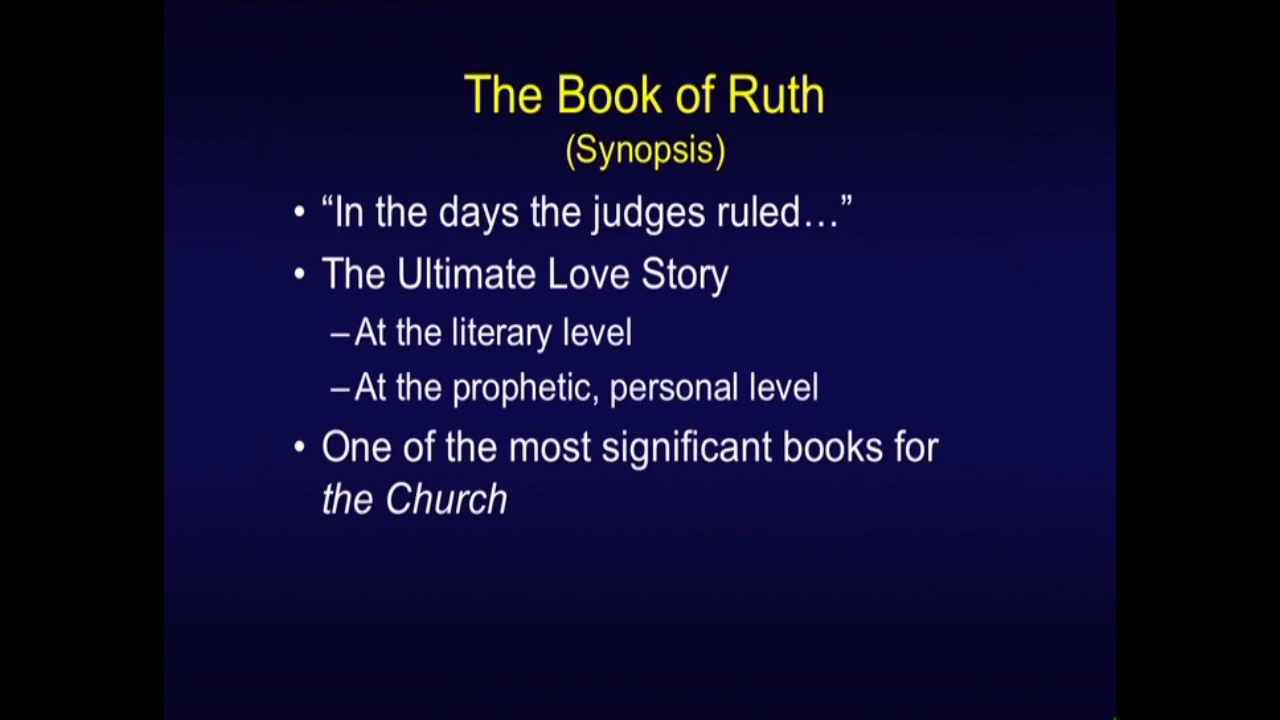 The Book of Ruth
(Synopsis)
• “In the days the judges ruled…”
• The Ultimate Love Story
–At the literary level
–At the prophetic, personal level
• One of the most significant books for
the Church